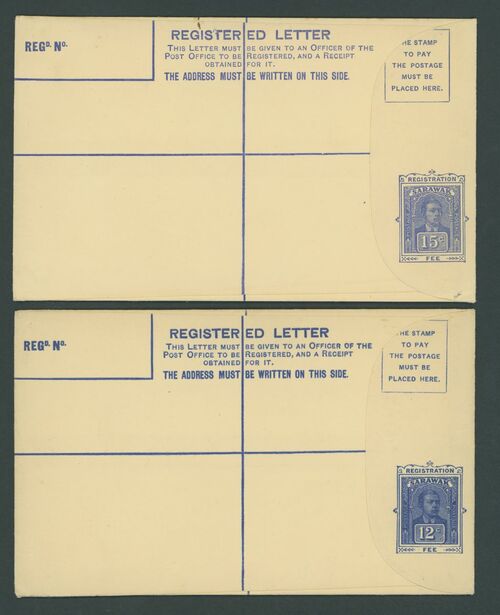 REGD. NO.
REGISTERED LETTER
THIS LETTER MUST BE GIVEN TO AN OFFICER OF THE
POST OFFICE TO BE REGISTERED, AND A RECEIPT
OBTAINED FOR IT.
THE ADDRESS MUST BE WRITTEN ON THIS SIDE.
HE STAMP
TO PAY
THE POSTAGE
MUST BE
PLACED HERE.
REGISTRATION
SARAWAK
15c
FEE
REGD. NO.
REGISTERED LETTER
THIS LETTER MUST BE GIVEN TO AN OFFICER OF THE
POST OFFICE TO BE REGISTERED, AND A RECEIPT
OBTAINED FOR IT.
THE ADDRESS MUST BE WRITTEN ON THIS SIDE.
HE STAMP
TO PAY
THE POSTAGE
MUST BE
PLACED HERE.
REGISTRATION
SARAWAK
12c
FEE